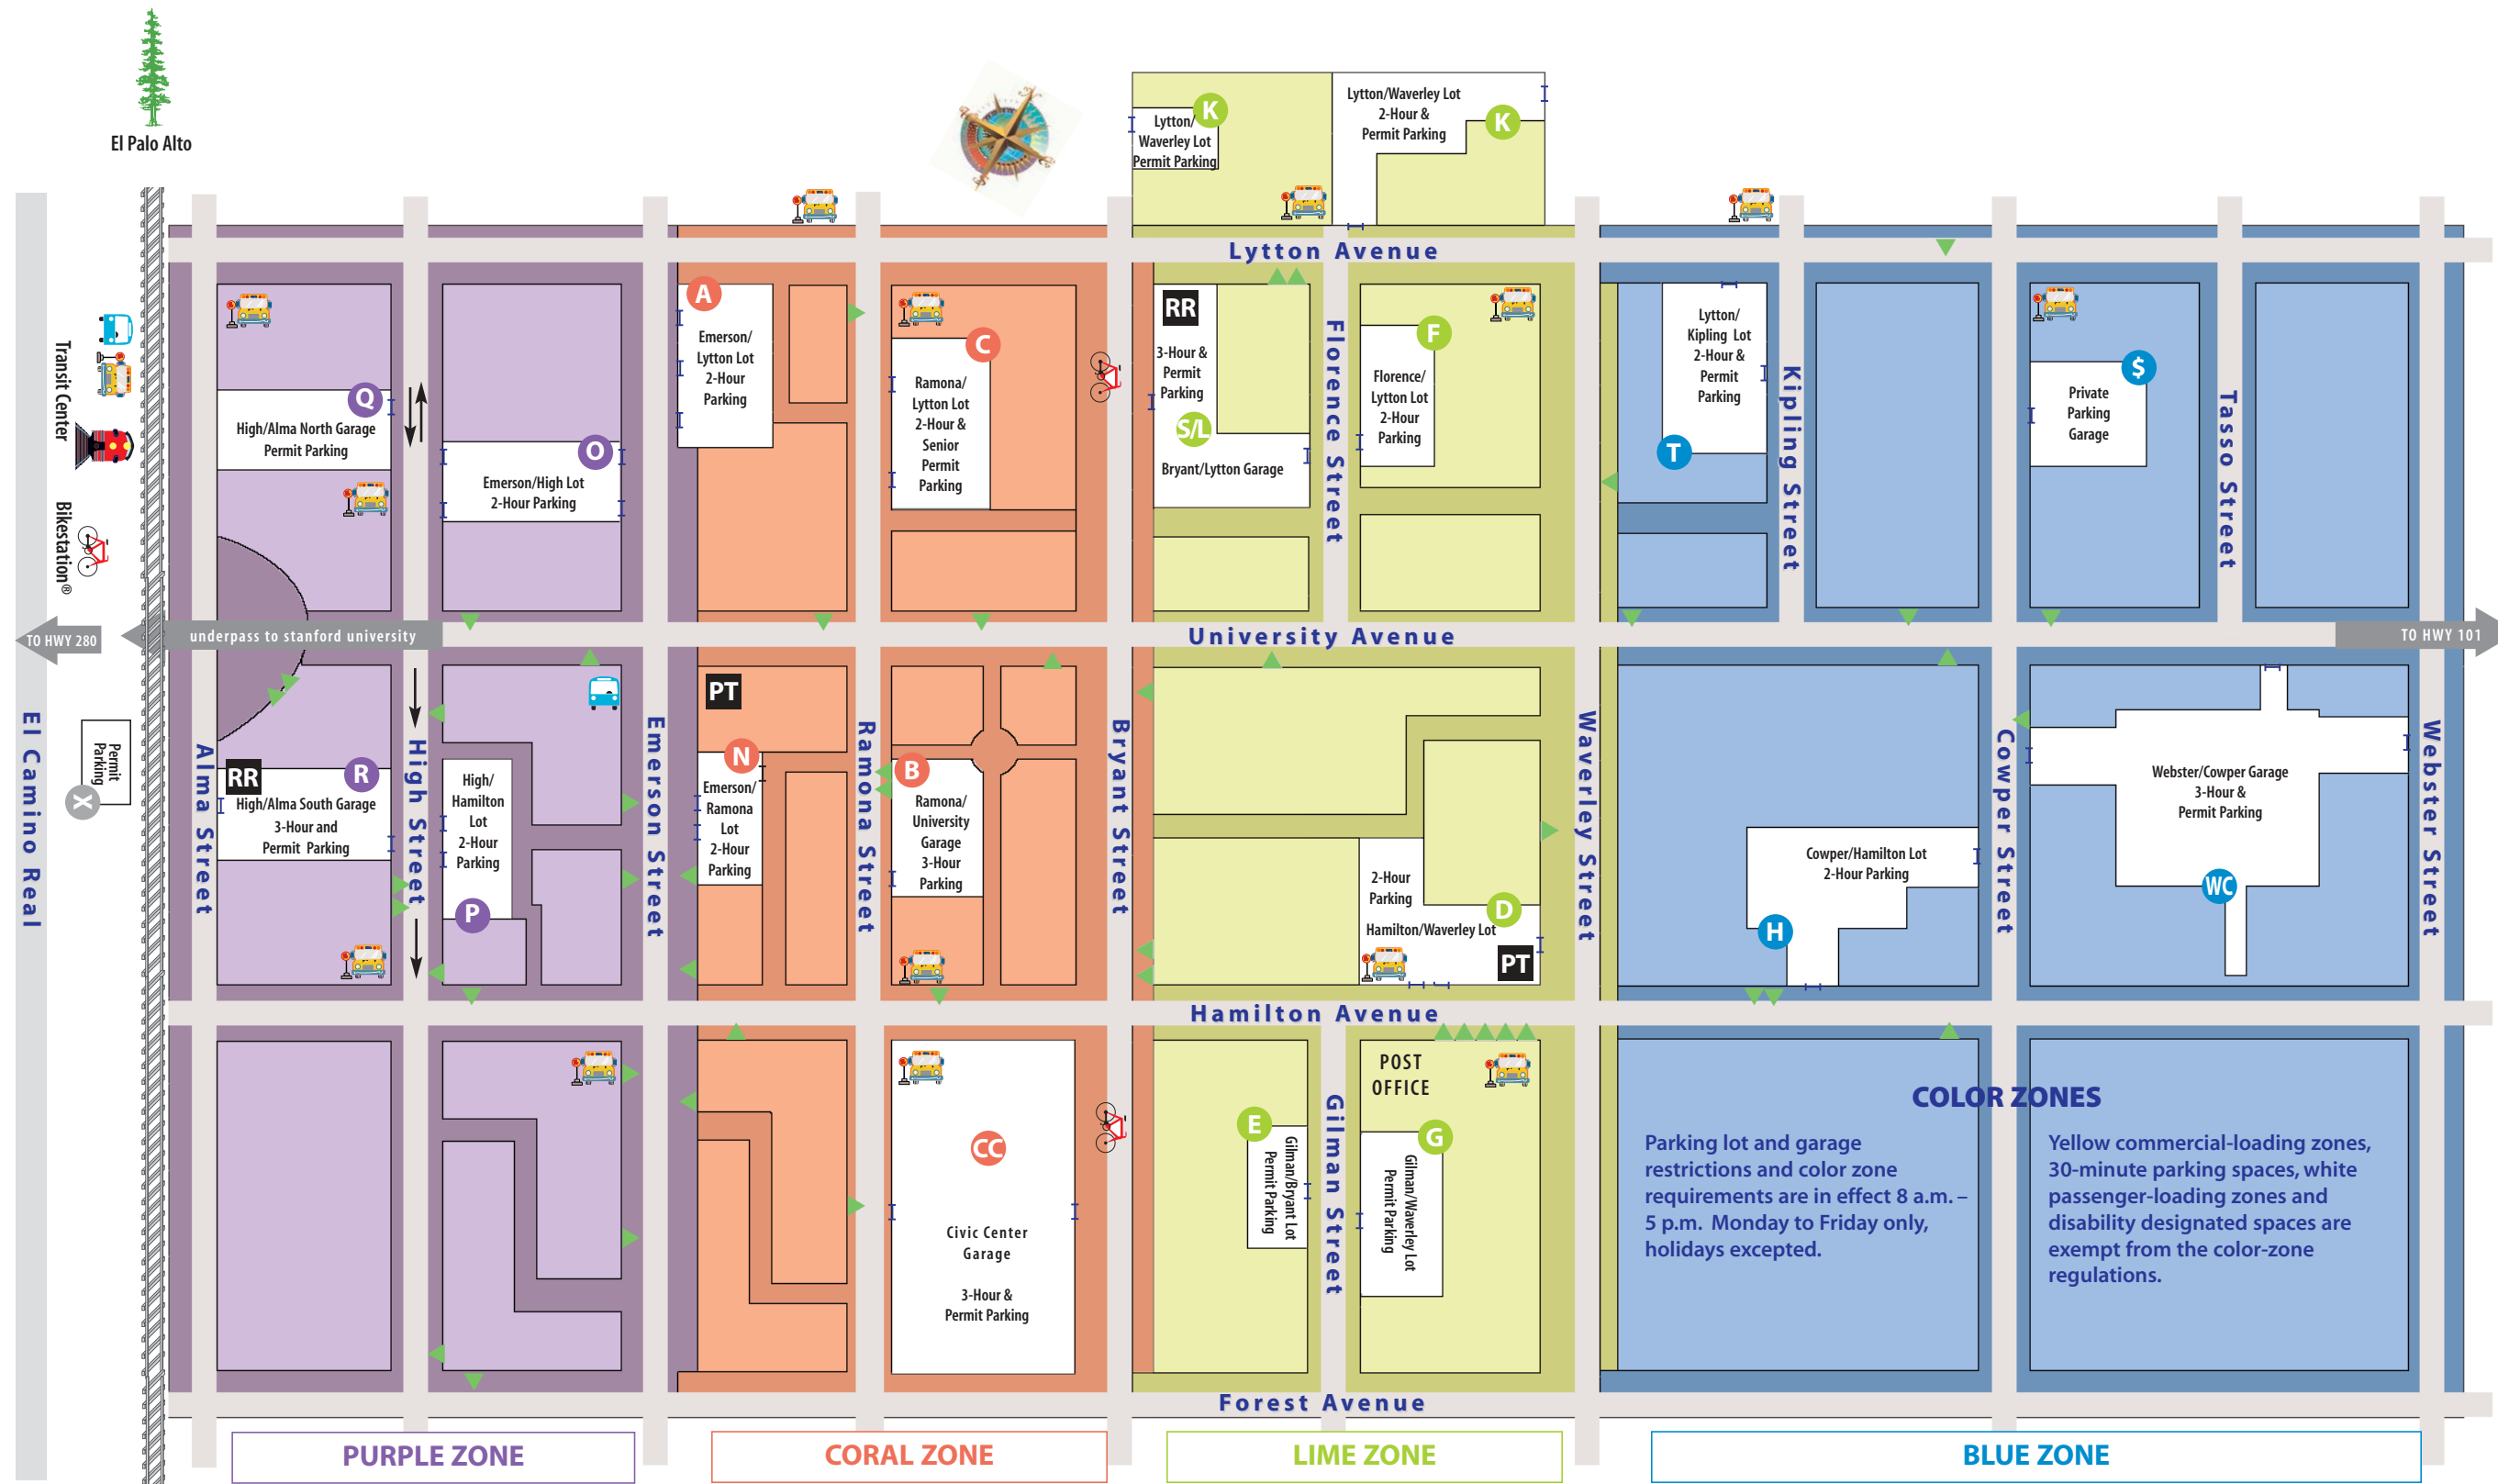 El Palo Alto
K
Lytton/
Waverley Lot
Permit Parking
Lytton/Waverley Lot
2-Hour &
Permit Parking
K
Lytton Avenue
Transit Center
Bikestation®
Q
High/Alma North Garage
Permit Parking
O
Emerson/High Lot
2-Hour Parking
A
Emerson/
Lytton Lot
2-Hour
Parking
C
Ramona/
Lytton Lot
2-Hour &
Senior
Permit
Parking
RR
3-Hour &
Permit
Parking
S/L
Bryant/Lytton Garage
Florence Street
F
Florence/
Lytton Lot
2-Hour
Parking
Lytton/
Kipling Lot
2-Hour &
Permit
Parking
T
Kipling Street
$
Private
Parking
Garage
Tasso Street
TO HWY 280
underpass to stanford university
University Avenue
TO HWY 101
El Camino Real
Permit
Parking
X
Alma Street
RR
R
High/Alma South Garage
3-Hour and
Permit Parking
High Street
High/
Hamilton
Lot
2-Hour
Parking
P
Emerson Street
PT
N
Emerson/
Ramona
Lot
2-Hour
Parking
Ramona Street
B
Ramona/
University
Garage
3-Hour
Parking
Bryant Street
2-Hour
Parking
D
Hamilton/Waverley Lot
PT
Waverley Street
Cowper/Hamilton Lot
2-Hour Parking
H
Cowper Street
Webster/Cowper Garage
3-Hour &
Permit Parking
WC
Webster Street
Hamilton Avenue
CC
Civic Center
Garage
3-Hour &
Permit Parking
E
Gilman/Bryant Lot
Permit Parking
Gilman Street
POST
OFFICE
G
Gilman/Waverley Lot
Permit Parking
COLOR ZONES
Parking lot and garage
restrictions and color zone
requirements are in effect 8 a.m. –
5 p.m. Monday to Friday only,
holidays excepted.
Yellow commercial-loading zones,
30-minute parking spaces, white
passenger-loading zones and
disability designated spaces are
exempt from the color-zone
regulations.
Forest Avenue
PURPLE ZONE
CORAL ZONE
LIME ZONE
BLUE ZONE